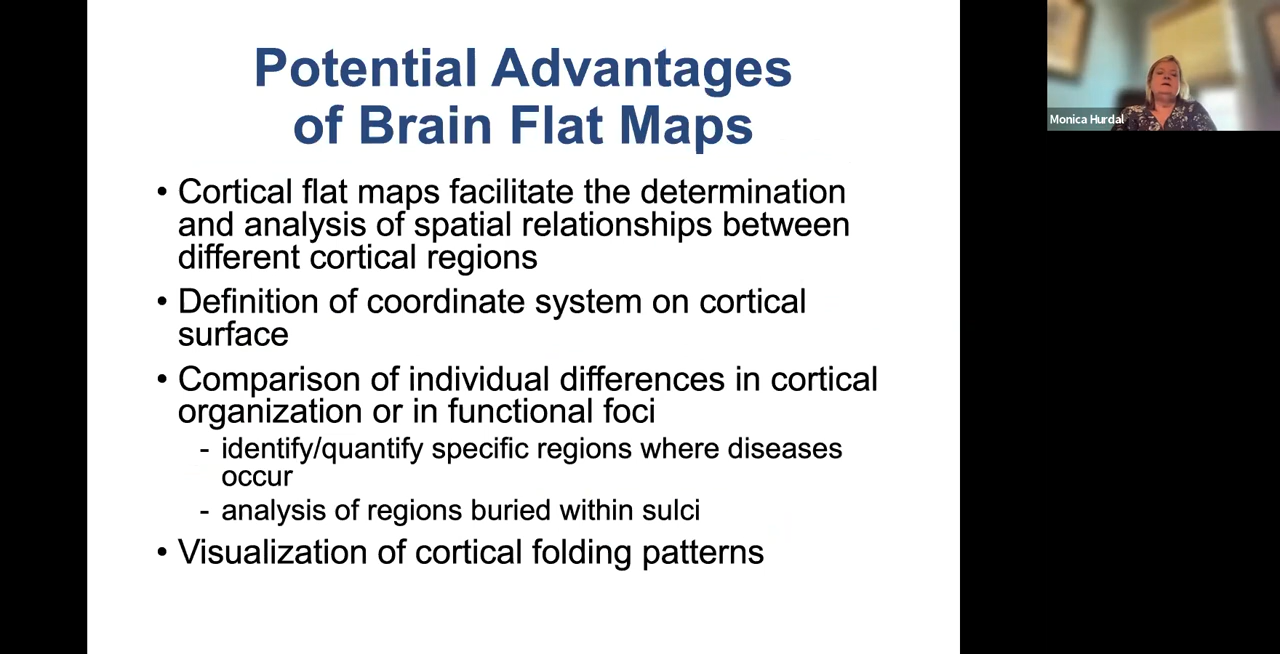 Potential Advantages
of Brain Flat Maps
• Cortical flat maps facilitate the determination
and analysis of spatial relationships between
different cortical regions
• Definition of coordinate system on cortical
surface
• Comparison of individual differences in cortical
organization or in functional foci
- identify/quantify specific regions where diseases
occur
- analysis of regions buried within sulci
• Visualization of cortical folding patterns
Monica Hurdal